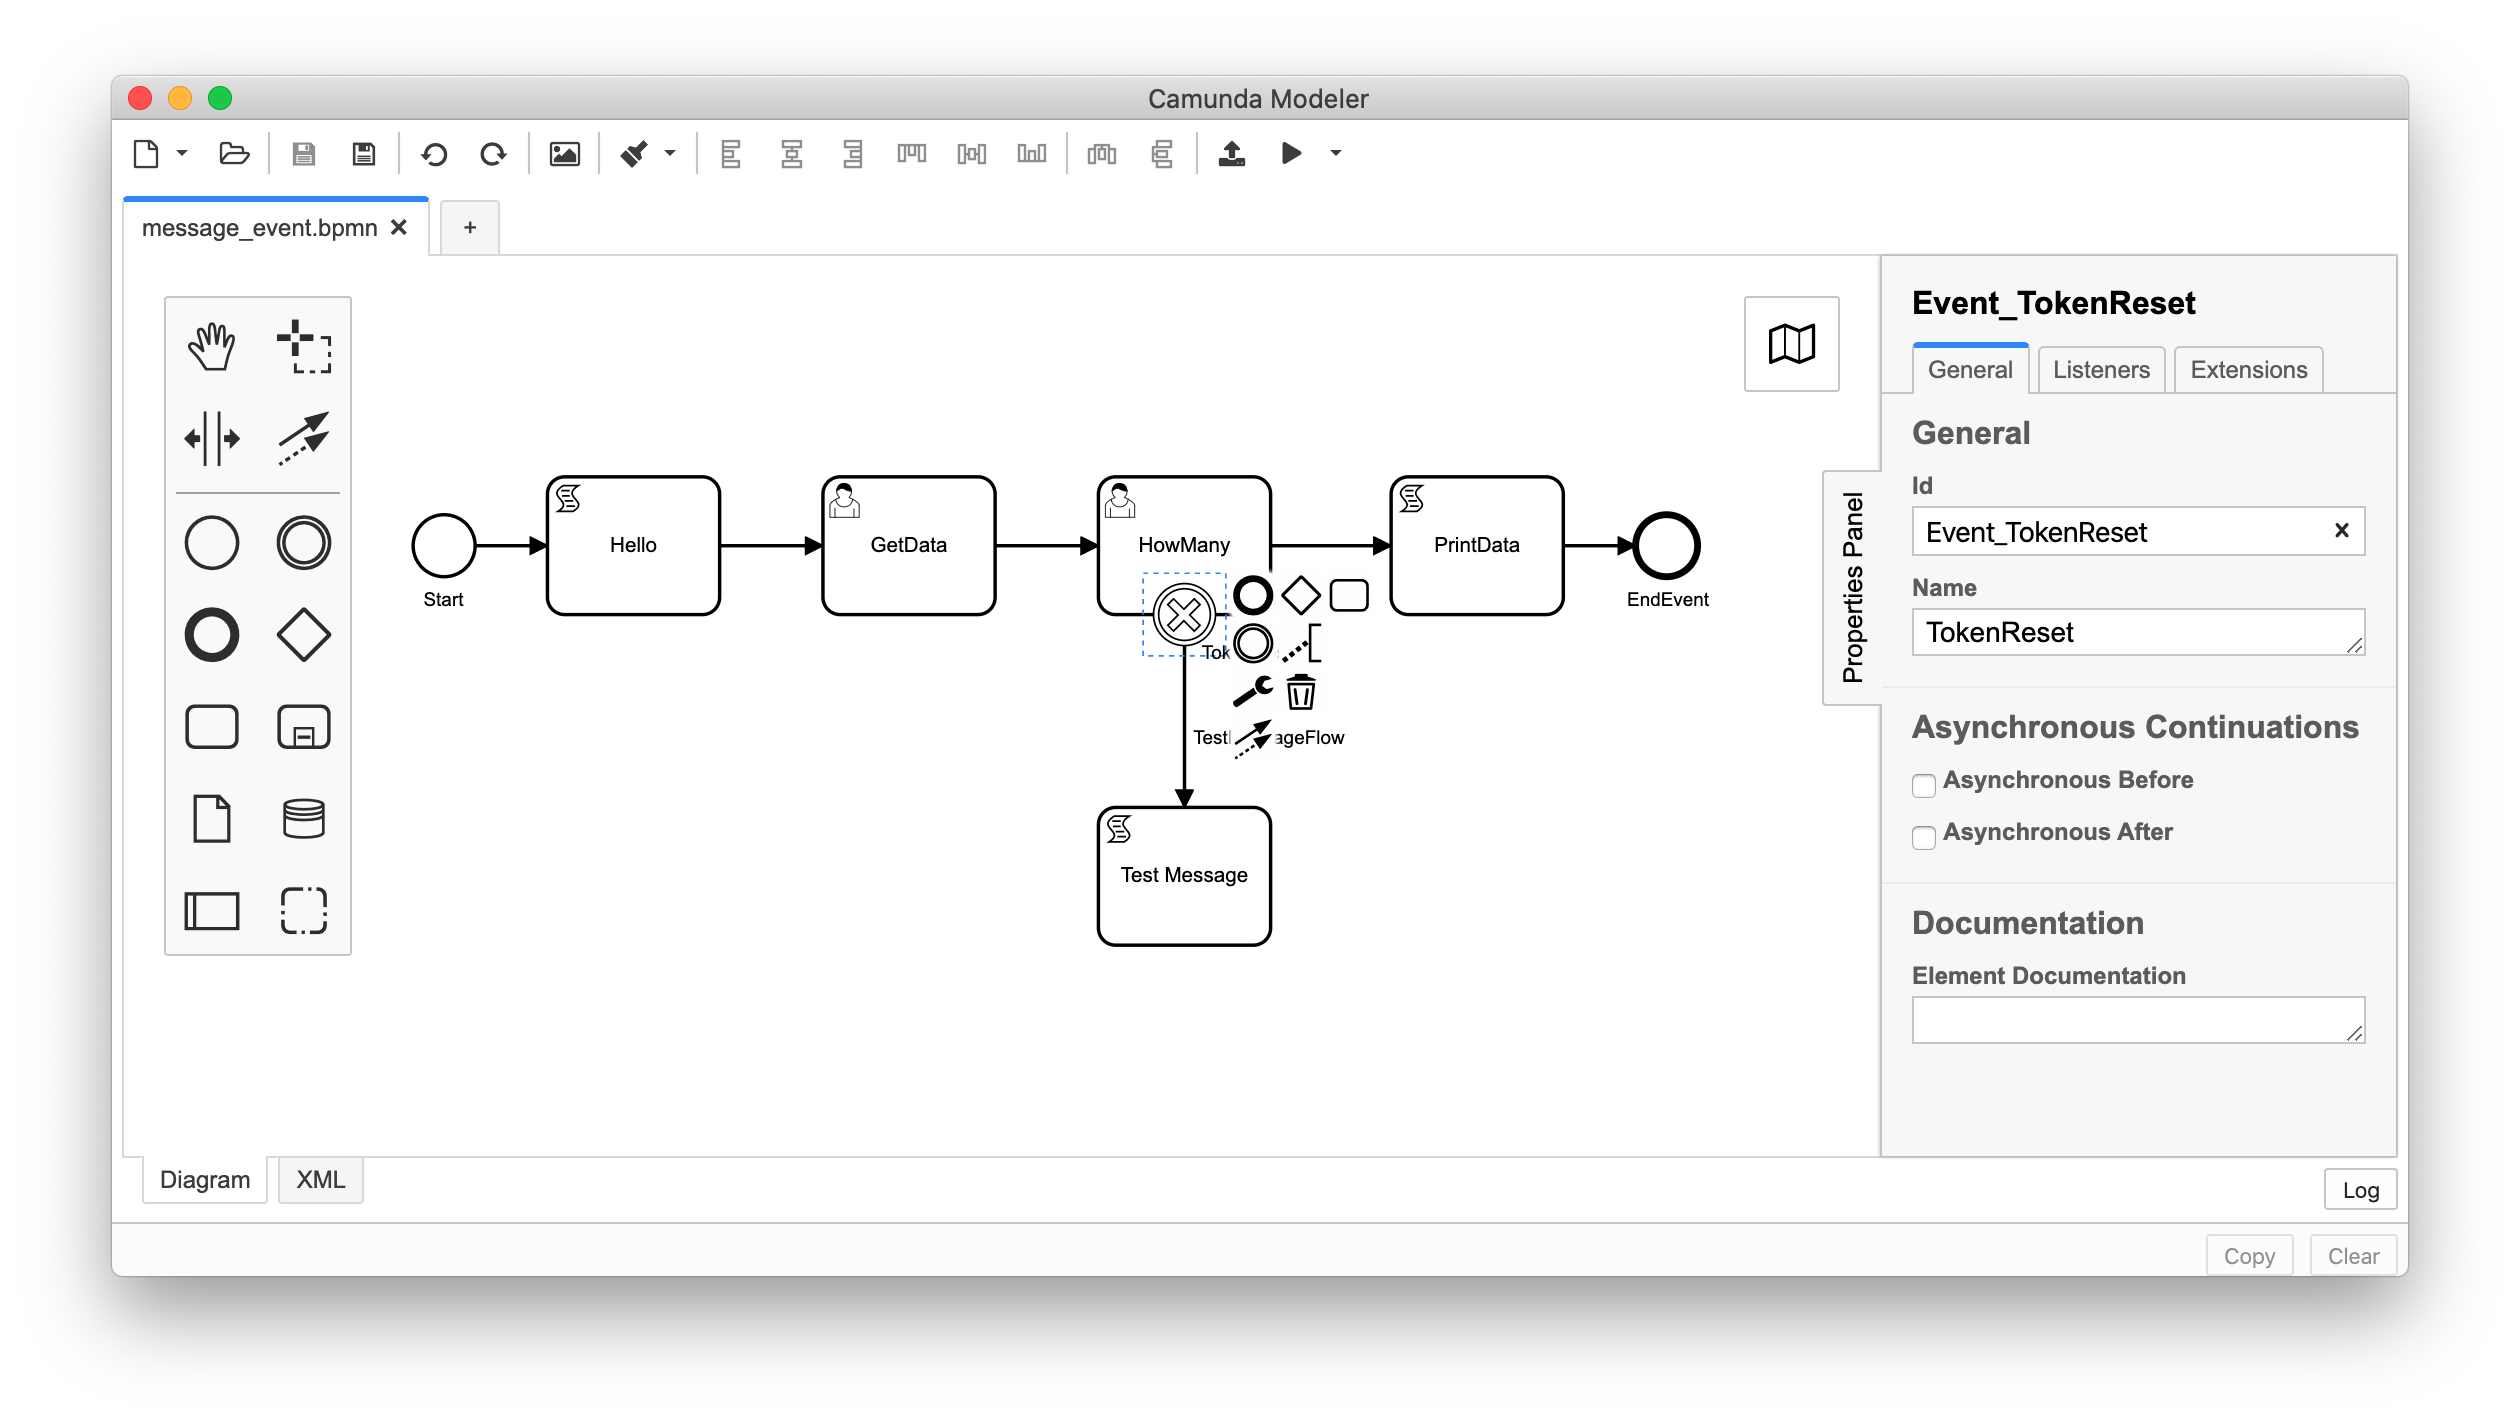 Camunda Modeler
message_event.bpmn
+
Hello
GetData
HowMany
PrintData
Start
EndEvent
Tok
Test
ageFlow
Test Message
Properties Panel
Event_TokenReset
General
Listeners
Extensions
General
Id
Event_TokenReset
Name
TokenReset
Asynchronous Continuations
Asynchronous Before
Asynchronous After
Documentation
Element Documentation
Diagram
XML
Log
Copy
Clear